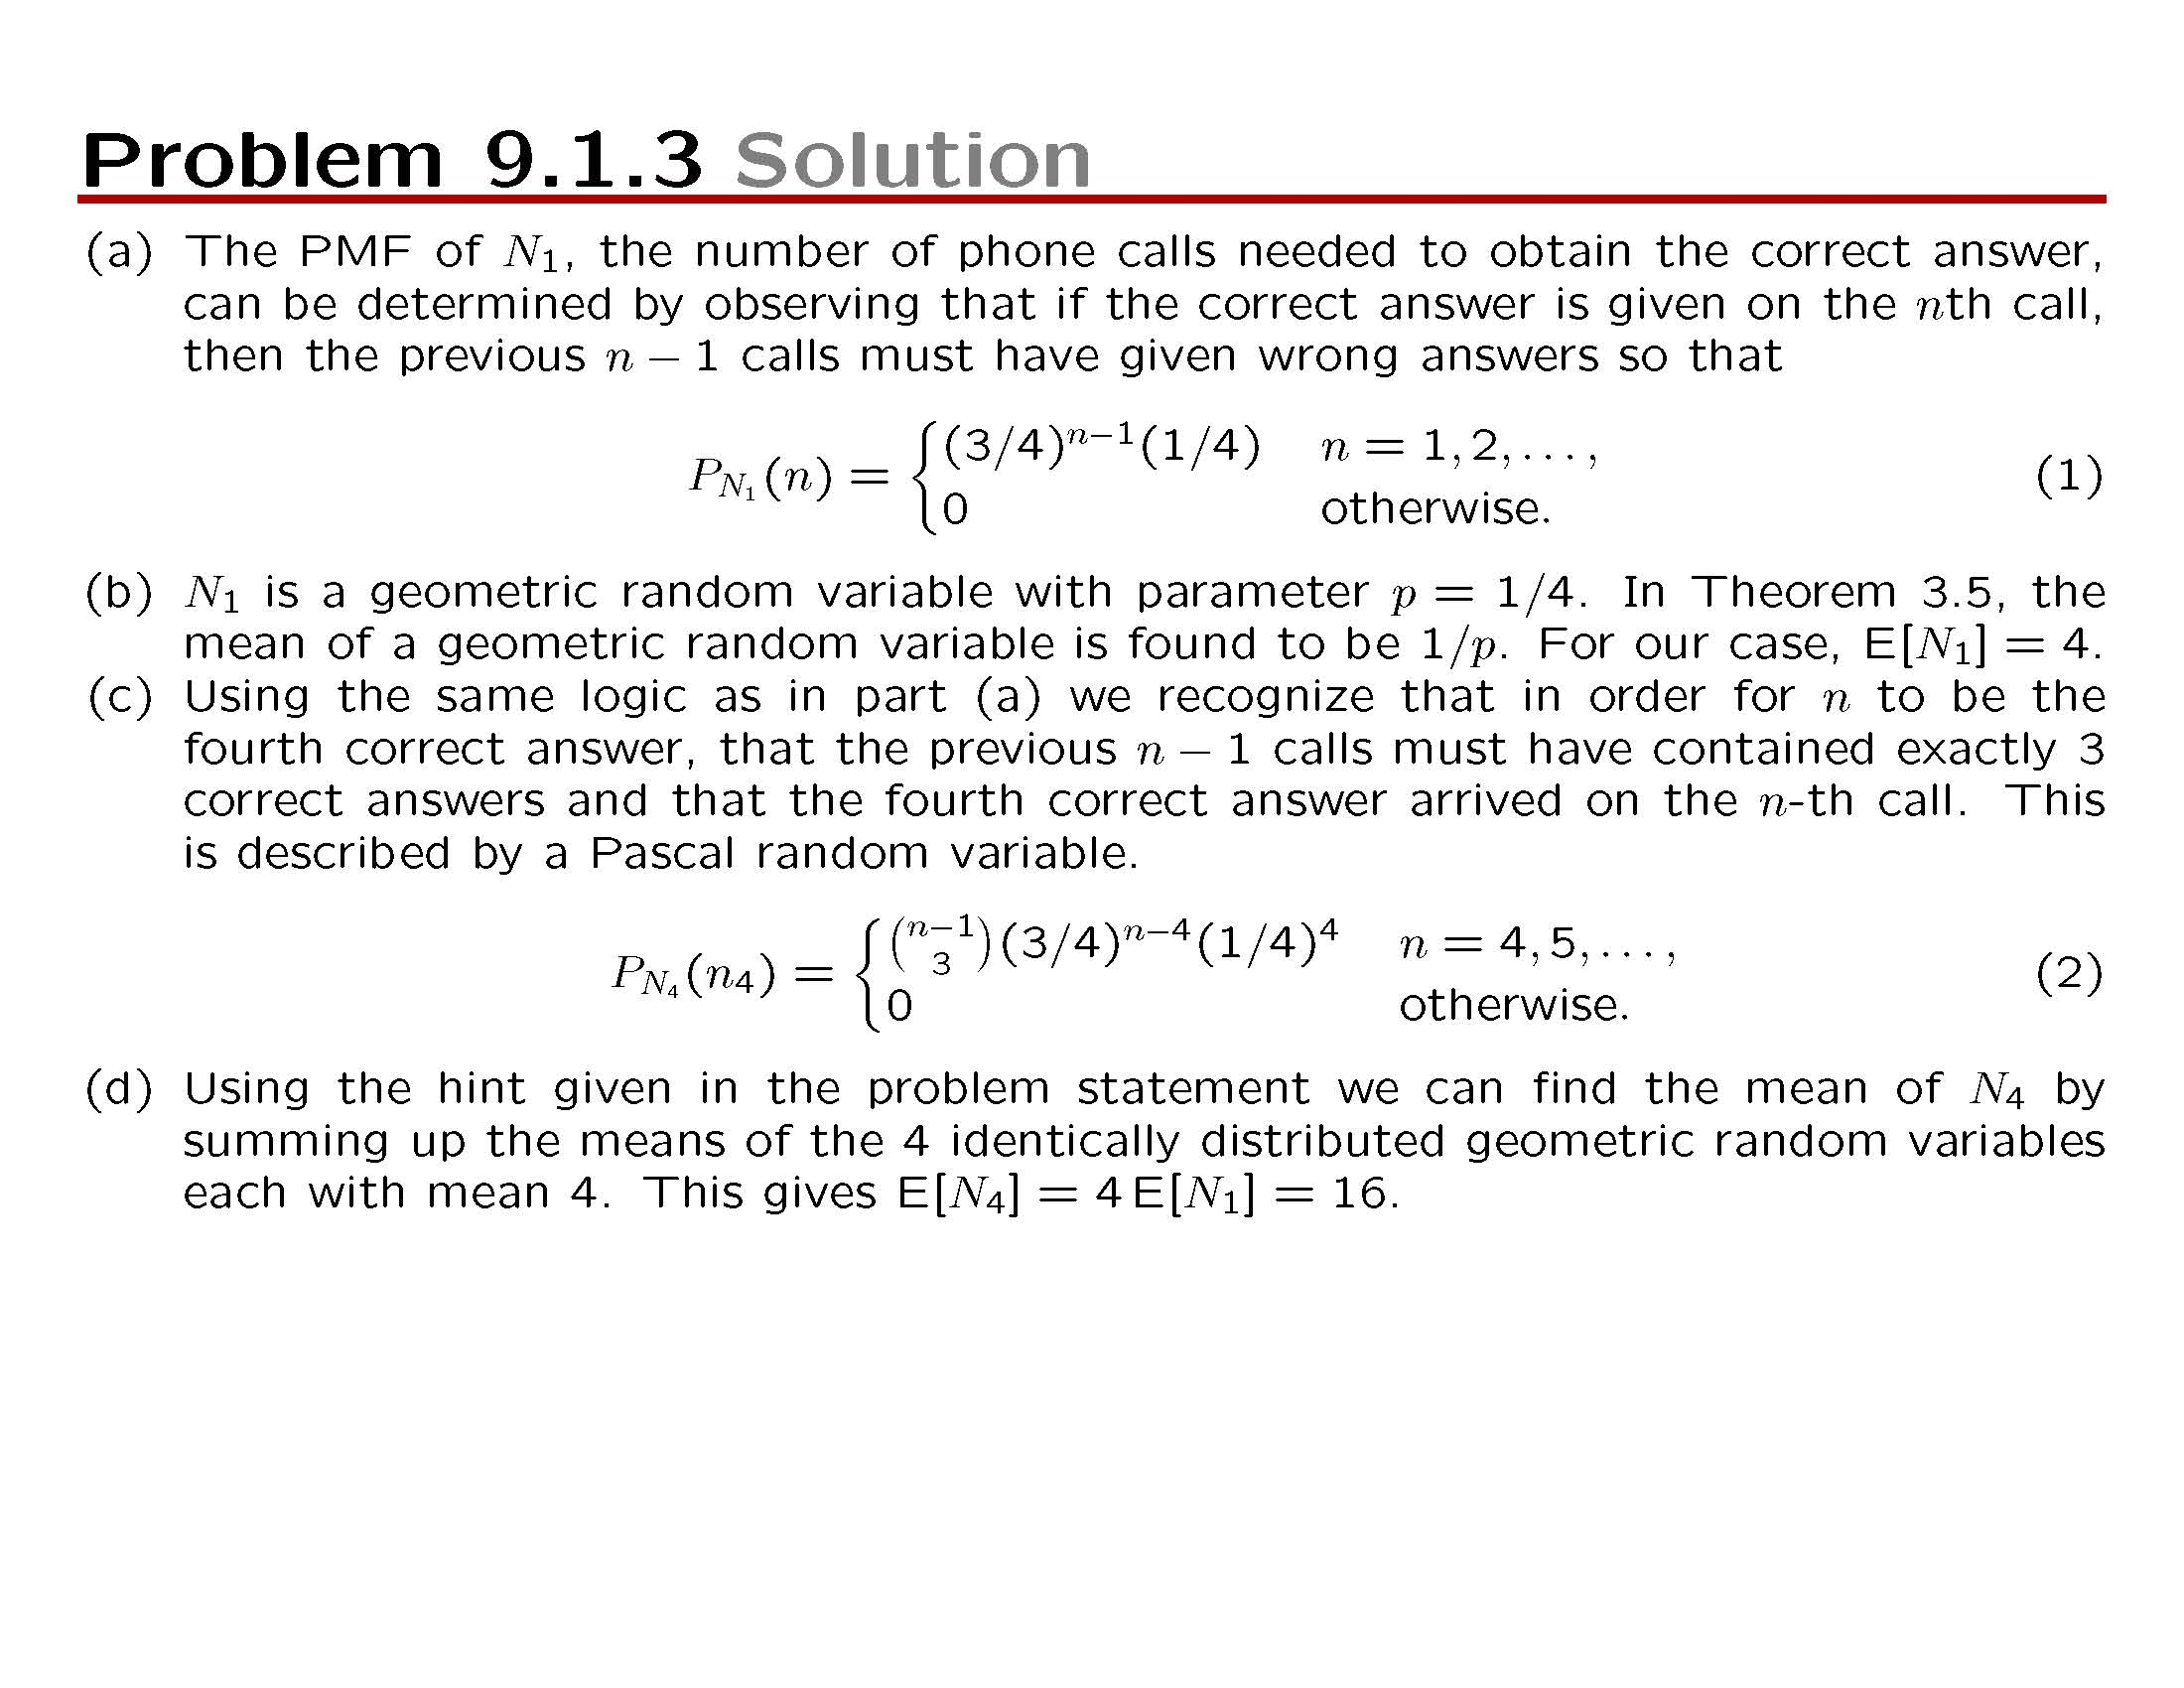 Problem 9.1.3 Solution
(a) The PMF of N₁, the number of phone calls needed to obtain the correct answer,
can be determined by observing that if the correct answer is given on the nth call,
then the previous n − 1 calls must have given wrong answers so that
P_{N₁}(n) = { (3/4)^{n−1}(1/4)   n = 1, 2, . . . ,
0   otherwise.   (1)
(b) N₁ is a geometric random variable with parameter p = 1/4. In Theorem 3.5, the
mean of a geometric random variable is found to be 1/p. For our case, E[N₁] = 4.
(c) Using the same logic as in part (a) we recognize that in order for n to be the
fourth correct answer, that the previous n − 1 calls must have contained exactly 3
correct answers and that the fourth correct answer arrived on the n-th call. This
is described by a Pascal random variable.
P_{N₄}(n₄) = { \binom{n−1}{3}(3/4)^{n−4}(1/4)^4   n = 4, 5, . . . ,
0   otherwise.   (2)
(d) Using the hint given in the problem statement we can find the mean of N₄ by
summing up the means of the 4 identically distributed geometric random variables
each with mean 4. This gives E[N₄] = 4 E[N₁] = 16.